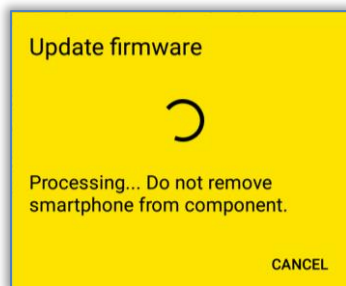 Update firmware
Processing... Do not remove
smartphone from component.
CANCEL